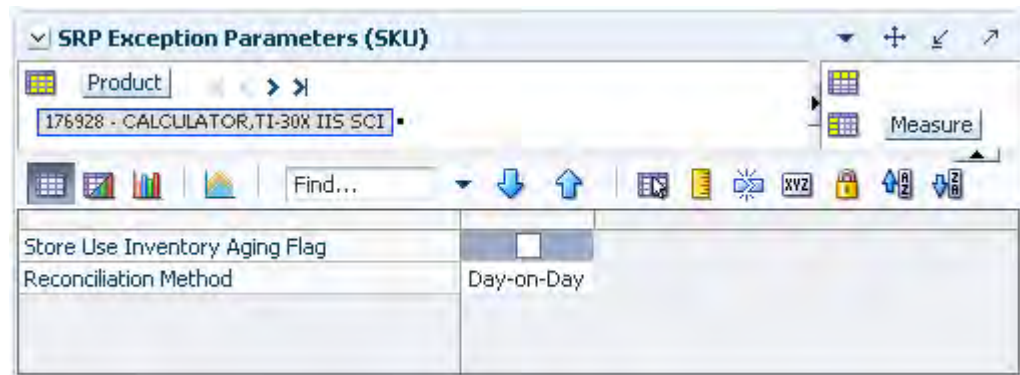 SRP Exception Parameters (SKU)
Product
Measure
176928 - CALCULATOR,TI-30X IIS SCI
Find...
XYZ
A
Z
Z
A
Store Use Inventory Aging Flag
Reconciliation Method Day-on-Day